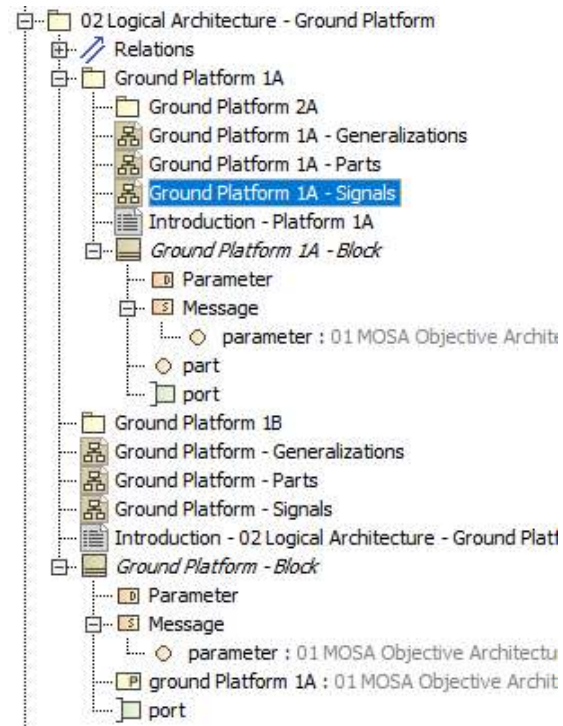 02 Logical Architecture - Ground Platform
Relations
Ground Platform 1A
Ground Platform 2A
Ground Platform 1A - Generalizations
Ground Platform 1A - Parts
Ground Platform 1A - Signals
Introduction - Platform 1A
Ground Platform 1A - Block
D Parameter
S Message
parameter : 01 MOSA Objective Archite
part
port
Ground Platform 1B
Ground Platform - Generalizations
Ground Platform - Parts
Ground Platform - Signals
Introduction - 02 Logical Architecture - Ground Platf
Ground Platform - Block
D Parameter
S Message
parameter : 01 MOSA Objective Architectu
P ground Platform 1A : 01 MOSA Objective Archit
port